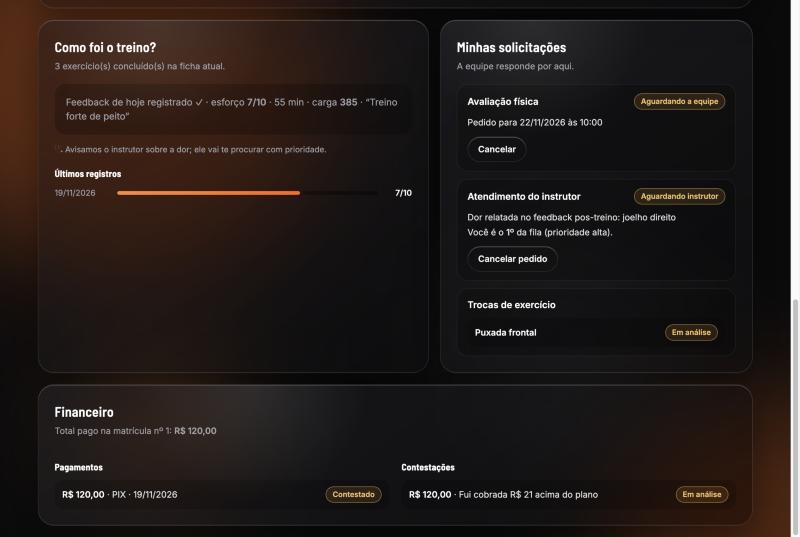 Como foi o treino?
3 exercício(s) concluído(s) na ficha atual.
Feedback de hoje registrado ✓ · esforço 7/10 · 55 min · carga 385 · “Treino
forte de peito”
Avisamos o instrutor sobre a dor; ele vai te procurar com prioridade.
Últimos registros
19/11/2026 7/10
Minhas solicitações
A equipe responde por aqui.
Avaliação física Aguardando a equipe
Pedido para 22/11/2026 às 10:00
Cancelar
Atendimento do instrutor Aguardando instrutor
Dor relatada no feedback pos-treino: joelho direito
Você é o 1º da fila (prioridade alta).
Cancelar pedido
Trocas de exercício
Puxada frontal Em análise
Financeiro
Total pago na matrícula nº 1: R$ 120,00
Pagamentos
R$ 120,00 · PIX · 19/11/2026 Contestado
Contestações
R$ 120,00 · Fui cobrada R$ 21 acima do plano Em análise